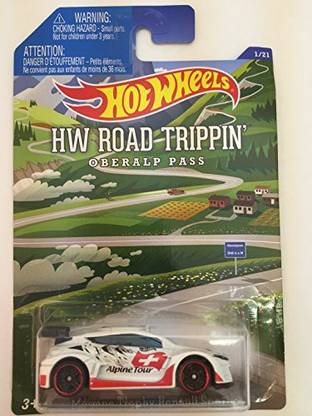 WARNING:
CHOKING HAZARD - Small parts.
Not for children under 3 years.
ATTENTION:
DANGER D'ÉTOUFFEMENT - Petits éléments.
Ne convient pas aux enfants de moins de 36 mois.
1/21
HOT WHEELS
HW ROAD TRIPPIN'
OBERALP PASS
Alpine Tour
3+